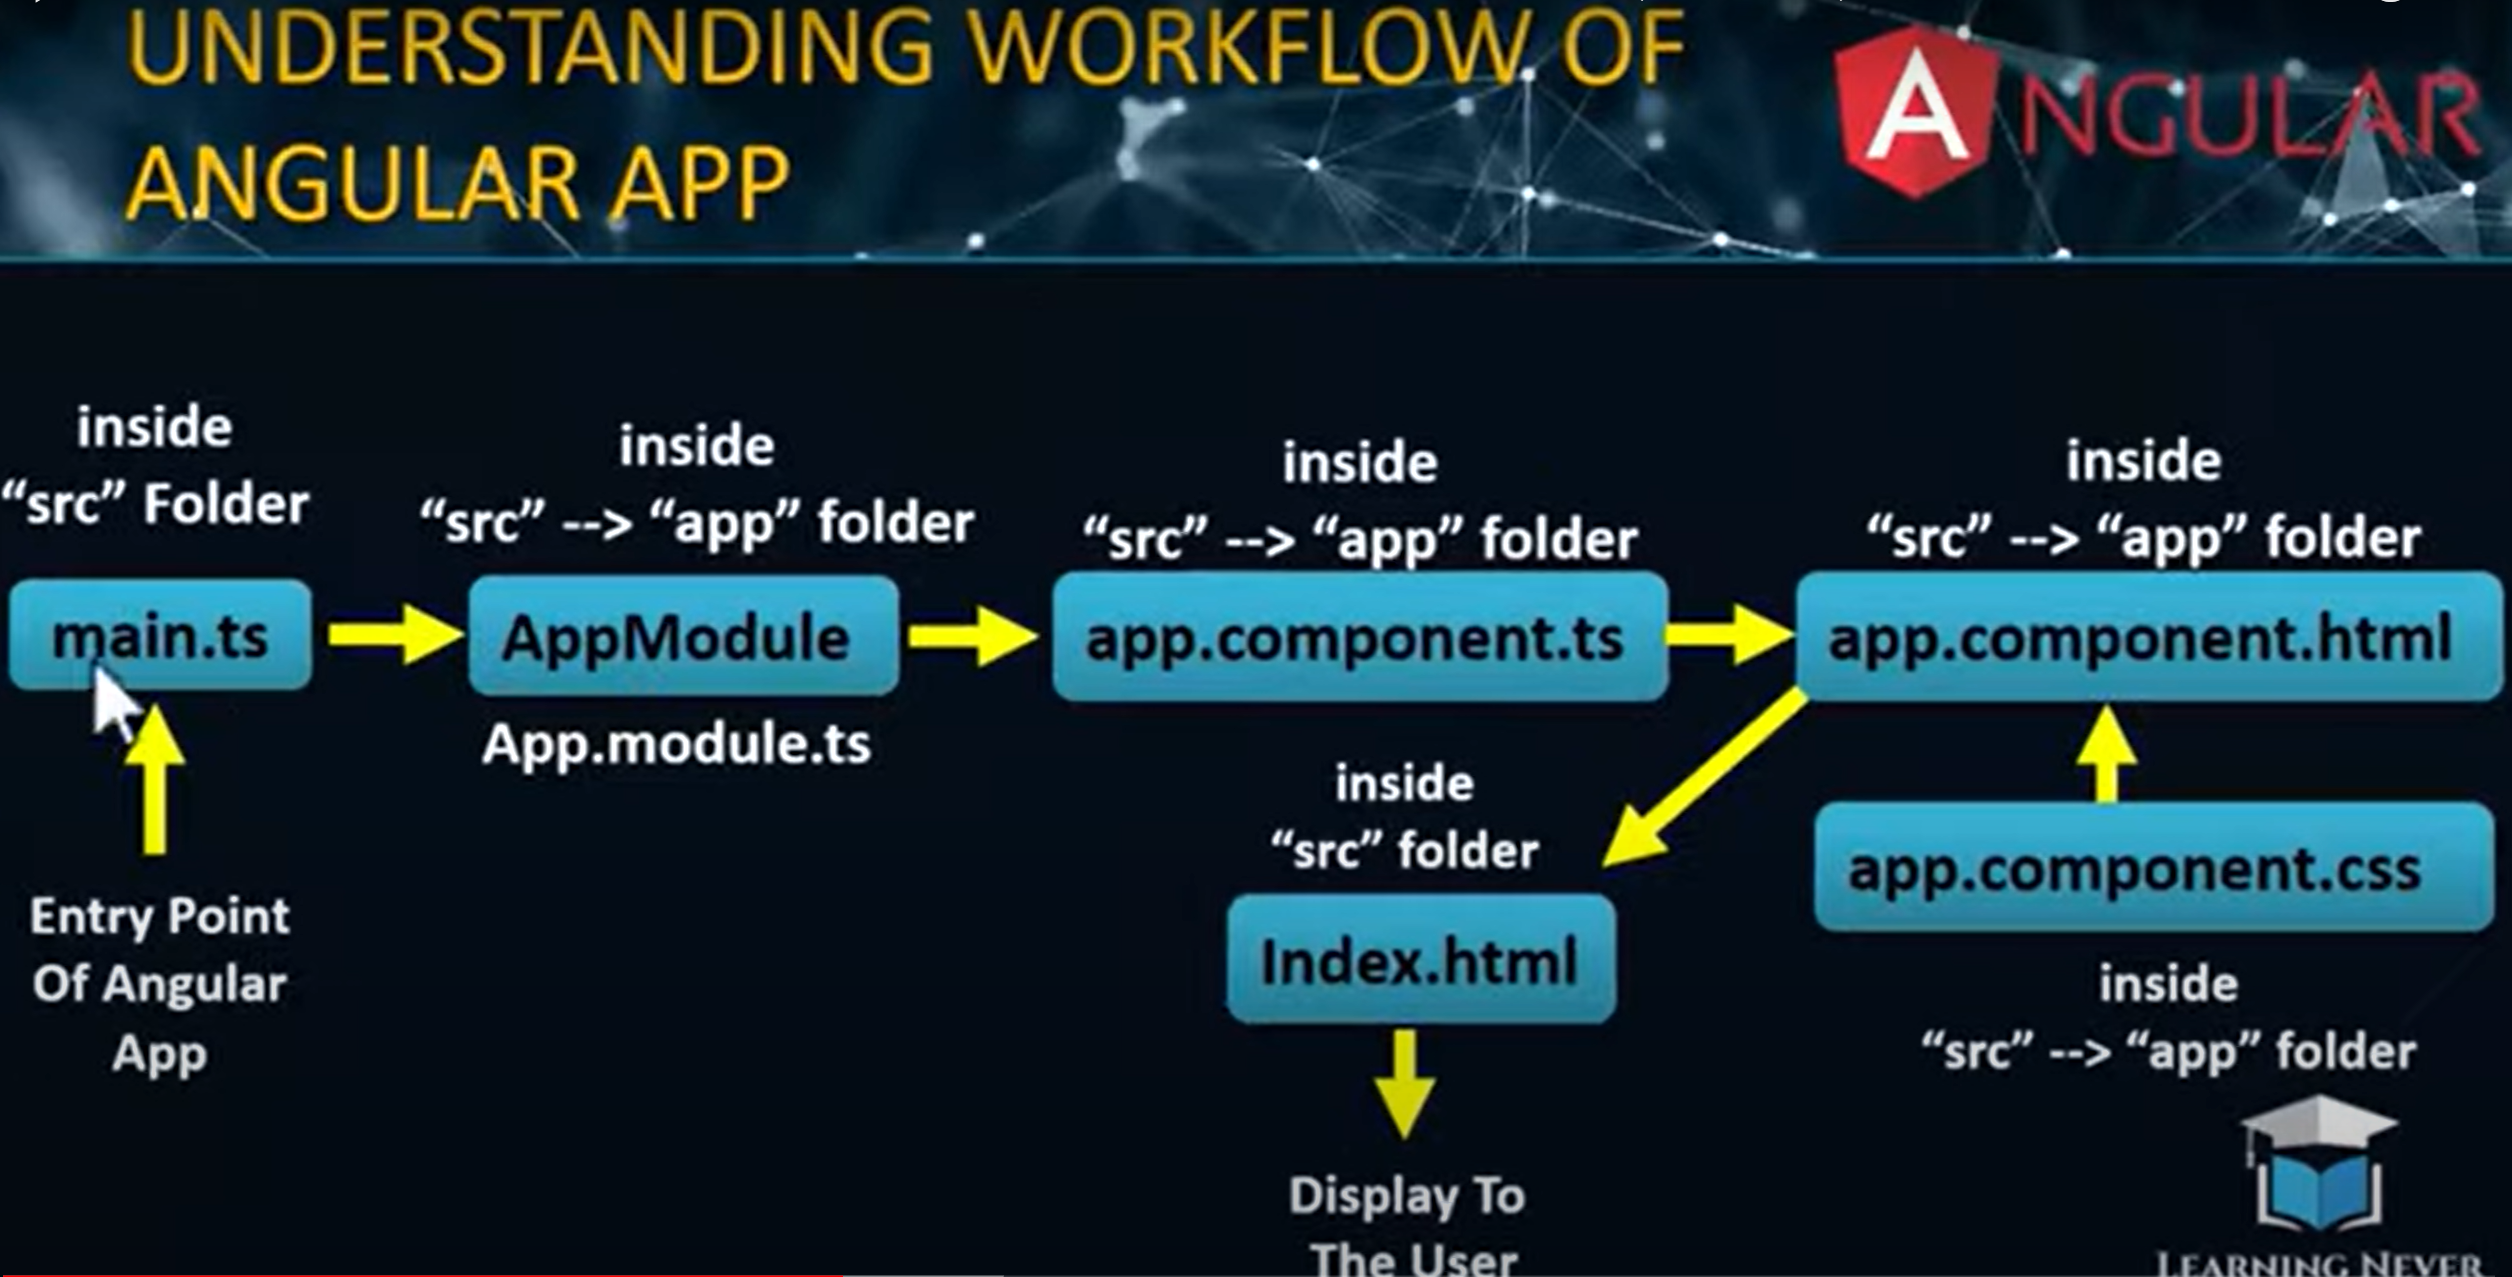 UNDERSTANDING WORKFLOW OF
ANGULAR APP
ANGULAR
inside
“src” Folder
main.ts
Entry Point
Of Angular
App
inside
“src” --> “app” folder
AppModule
App.module.ts
inside
“src” --> “app” folder
app.component.ts
inside
“src” --> “app” folder
app.component.html
app.component.css
inside
“src” --> “app” folder
inside
“src” folder
Index.html
Display To
The User
LEARNING NEVER